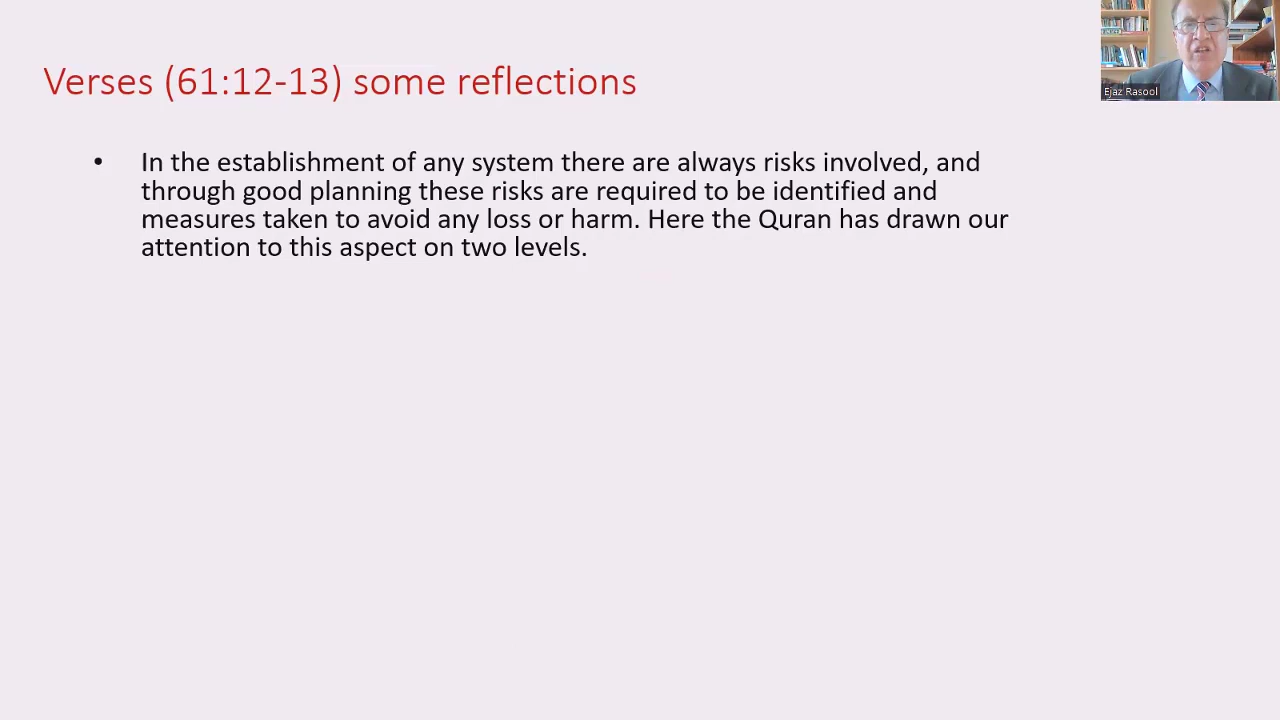 Verses (61:12-13) some reflections
Ejaz Rasool
• In the establishment of any system there are always risks involved, and
through good planning these risks are required to be identified and
measures taken to avoid any loss or harm. Here the Quran has drawn our
attention to this aspect on two levels.